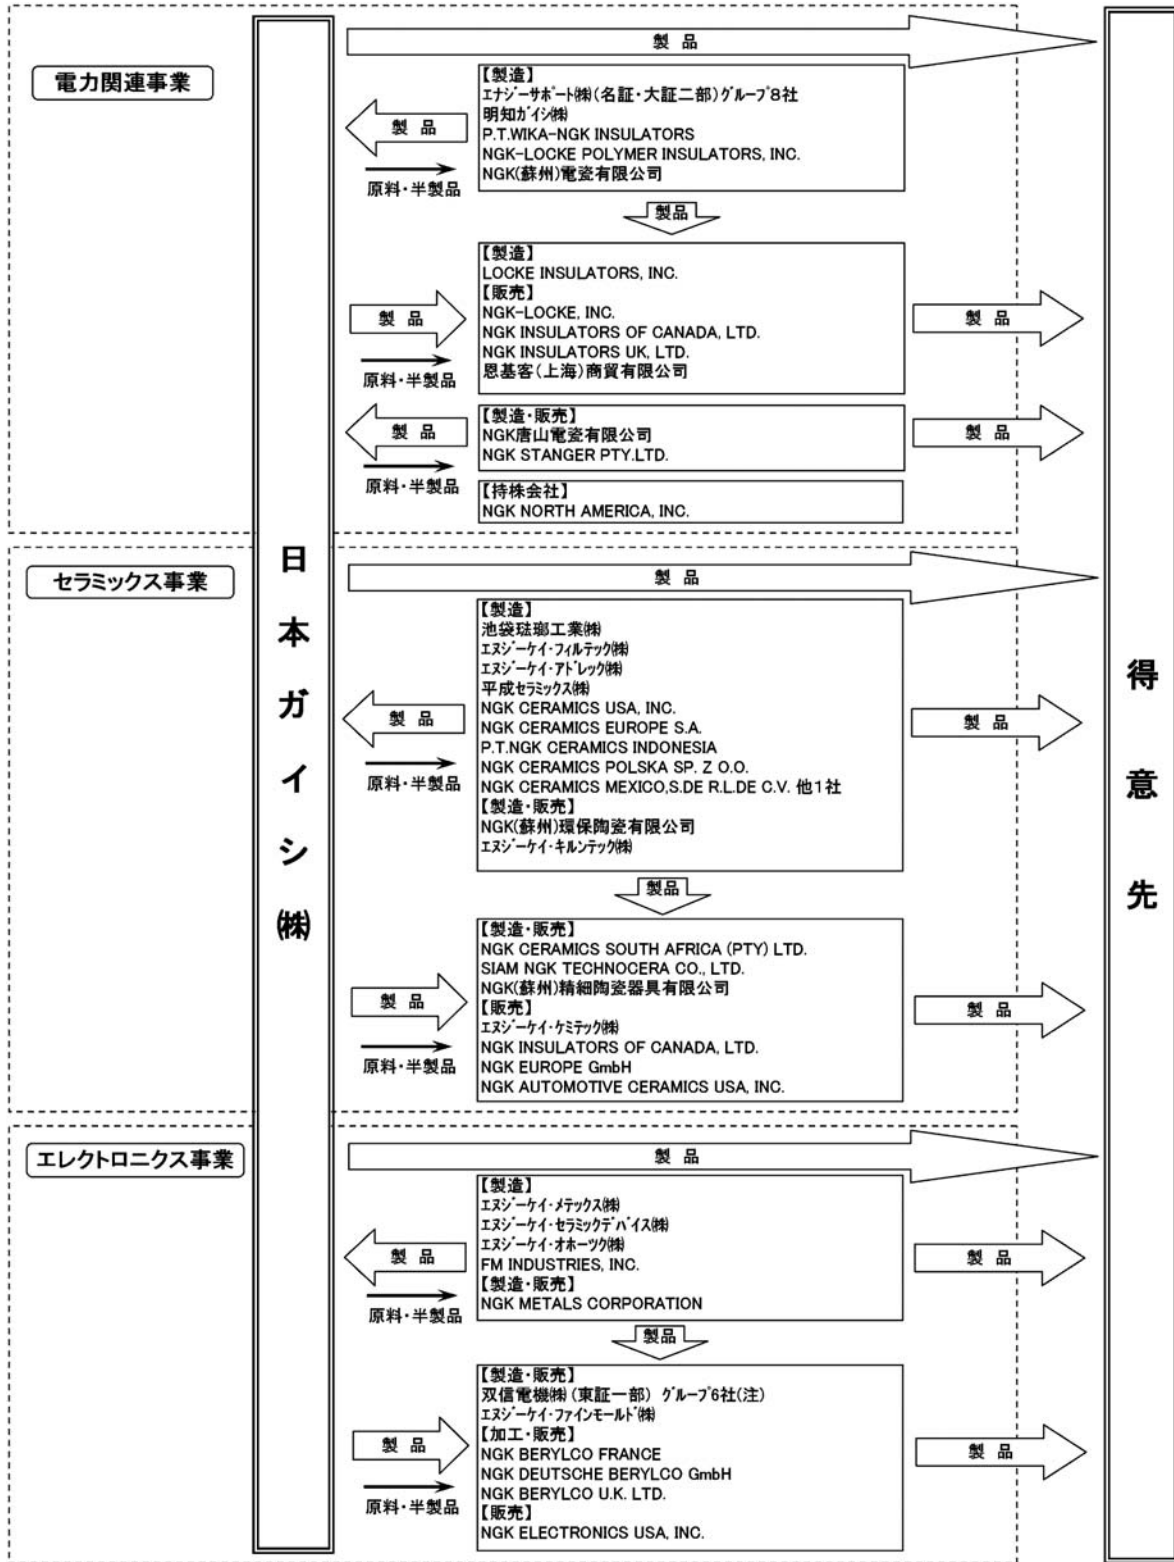 製 品
電力関連事業
【製造】
エナジーサポート㈱(名証・大証二部)グループ8社
明知ガイシ㈱
P.T.WIKA-NGK INSULATORS
NGK-LOCKE POLYMER INSULATORS, INC.
NGK(蘇州)電瓷有限公司
製 品
原料・半製品
製品
【製造】
LOCKE INSULATORS, INC.
【販売】
NGK-LOCKE, INC.
NGK INSULATORS OF CANADA, LTD.
NGK INSULATORS UK, LTD.
恩基客(上海)商貿有限公司
製 品
原料・半製品
製 品
【製造・販売】
NGK唐山電瓷有限公司
NGK STANGER PTY.LTD.
製 品
原料・半製品
製 品
【持株会社】
NGK NORTH AMERICA, INC.
日本ガイシ㈱
得意先
セラミックス事業
製 品
【製造】
池袋琺瑯工業㈱
エヌジーケイ・フィルテック㈱
エヌジーケイ・アドレック㈱
平成セラミックス㈱
NGK CERAMICS USA, INC.
NGK CERAMICS EUROPE S.A.
P.T.NGK CERAMICS INDONESIA
NGK CERAMICS POLSKA SP. Z O.O.
NGK CERAMICS MEXICO,S.DE R.L.DE C.V. 他1社
【製造・販売】
NGK(蘇州)環保陶瓷有限公司
エヌジーケイ・キルンテック㈱
製 品
原料・半製品
製 品
製品
【製造・販売】
NGK CERAMICS SOUTH AFRICA (PTY) LTD.
SIAM NGK TECHNOCERA CO., LTD.
NGK(蘇州)精細陶瓷器具有限公司
【販売】
エヌジーケイ・ケミテック㈱
NGK INSULATORS OF CANADA, LTD.
NGK EUROPE GmbH
NGK AUTOMOTIVE CERAMICS USA, INC.
製 品
原料・半製品
製 品
エレクトロニクス事業
製 品
【製造】
エヌジーケイ・メテックス㈱
エヌジーケイ・セラミックデバイス㈱
エヌジーケイ・オホーツク㈱
FM INDUSTRIES, INC.
【製造・販売】
NGK METALS CORPORATION
製 品
原料・半製品
製 品
製品
【製造・販売】
双信電機㈱(東証一部) グループ6社(注)
エヌジーケイ・ファインモールド㈱
【加工・販売】
NGK BERYLCO FRANCE
NGK DEUTSCHE BERYLCO GmbH
NGK BERYLCO U.K. LTD.
【販売】
NGK ELECTRONICS USA, INC.
製 品
原料・半製品
製 品